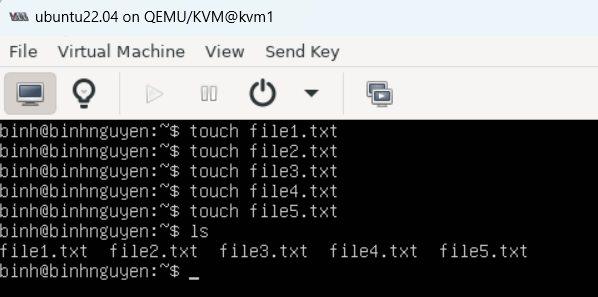 ubuntu22.04 on QEMU/KVM@kvm1
File Virtual Machine View Send Key
binh@binhnguyen:~$ touch file1.txt
binh@binhnguyen:~$ touch file2.txt
binh@binhnguyen:~$ touch file3.txt
binh@binhnguyen:~$ touch file4.txt
binh@binhnguyen:~$ touch file5.txt
binh@binhnguyen:~$ ls
file1.txt  file2.txt  file3.txt  file4.txt  file5.txt
binh@binhnguyen:~$ _